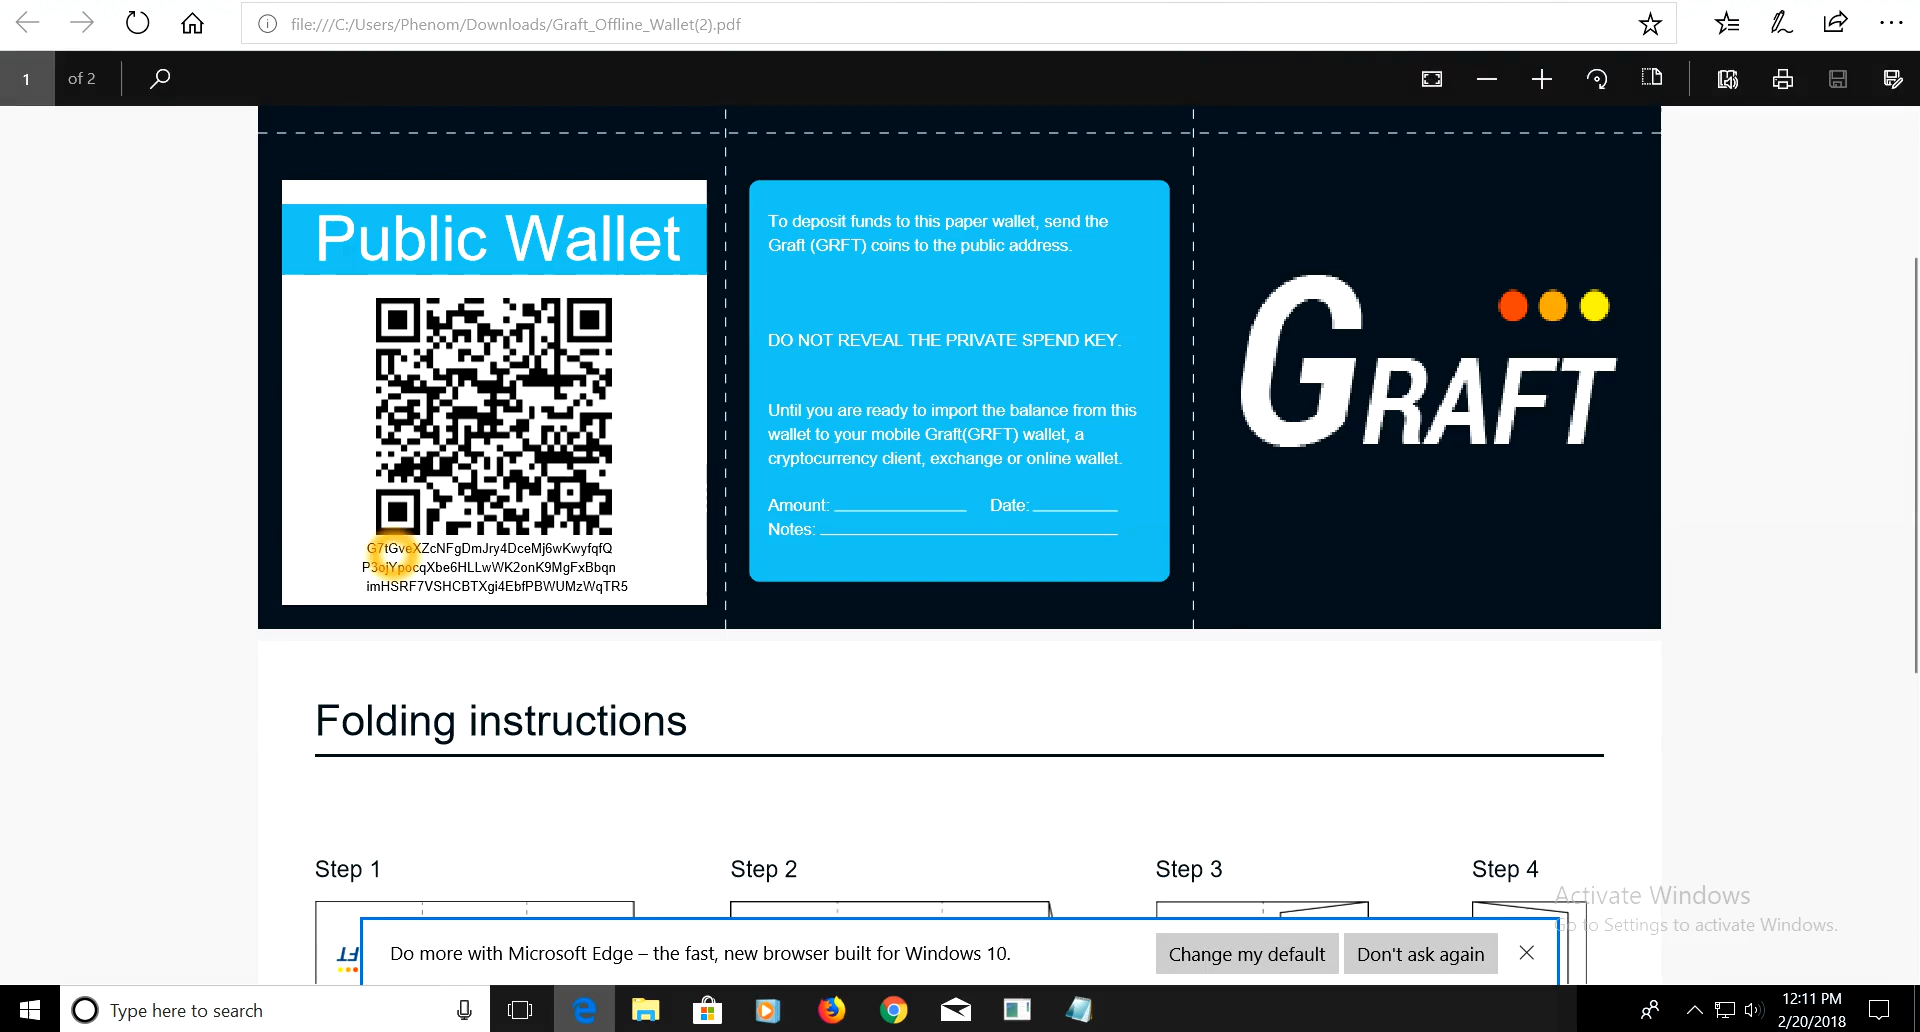 file:///C:/Users/Phenom/Downloads/Graft_Offline_Wallet(2).pdf
1 of 2
Public Wallet
G7tGveXZcNFgDmJry4DceMj6wKwyfqfQ
P3ojYpocqXbe6HLLwWK2onK9MgFxBbqn
imHSRF7VSHCBTXgi4EbfPBWUMzWqTR5
To deposit funds to this paper wallet, send the
Graft (GRFT) coins to the public address.
DO NOT REVEAL THE PRIVATE SPEND KEY.
Until you are ready to import the balance from this
wallet to your mobile Graft(GRFT) wallet, a
cryptocurrency client, exchange or online wallet.
Amount: Date:
Notes:
GRAFT
Folding instructions
Step 1
Step 2
Step 3
Step 4
Activate Windows
Go to Settings to activate Windows.
Do more with Microsoft Edge – the fast, new browser built for Windows 10.
Change my default
Don't ask again
Type here to search
12:11 PM
2/20/2018